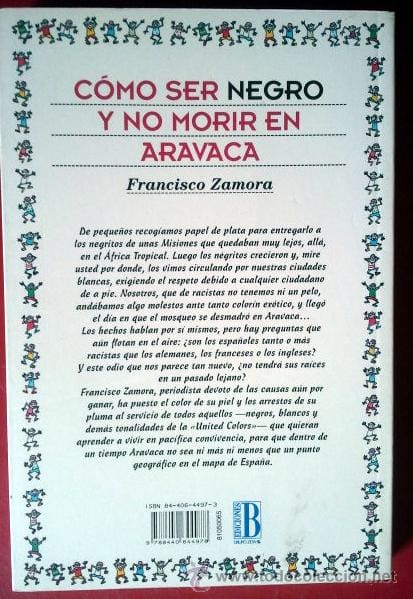 CÓMO SER NEGRO
Y NO MORIR EN
ARAVACA
Francisco Zamora
De pequeños recogíamos papel de plata para entregarlo a
los negritos de unas Misiones que quedaban muy lejos, allá,
en el África Tropical. Luego los negritos crecieron y, mire
usted por donde, los vimos circulando por nuestras ciudades
blancas, exigiendo el respeto debido a cualquier ciudadano
de a pie. Nosotros, que de racistas no tenemos ni un pelo,
andábamos algo molestos ante tanto colorín exótico, y llegó
el día en que el mosqueo se desmadró en Aravaca...
Los hechos hablan por sí mismos, pero hay preguntas que
aún flotan en el aire: ¿son los españoles tanto o más
racistas que los alemanes, los franceses o los ingleses?
Y este odio que nos parece tan nuevo, ¿no tendrá sus raíces
en un pasado lejano?
Francisco Zamora, periodista devoto de las causas aún por
ganar, ha puesto el color de su piel y los arrestos de
su pluma al servicio de todos aquellos —negros, blancos y
demás tonalidades de la «United Colors»— que quieran
aprender a vivir en pacífica convivencia, para que dentro de
un tiempo Aravaca no sea ni más ni menos que un punto
geográfico en el mapa de España.
ISBN 84-406-4497-3
9 788440 644978
81050065
EDICIONES
B
GRUPO ZETA
www.todocoleccion.net